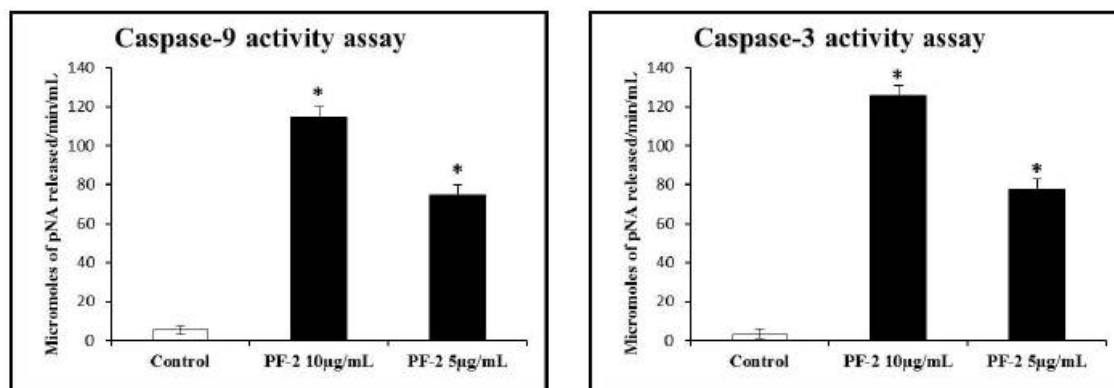 Caspase-9 activity assay
Micromoles of pNA released/min/mL
140
120
100
80
60
40
20
0
*
*
Control
PF-2 10µg/mL
PF-2 5µg/mL
Caspase-3 activity assay
Micromoles of pNA released/min/mL
140
120
100
80
60
40
20
0
*
*
Control
PF-2 10µg/mL
PF-2 5µg/mL